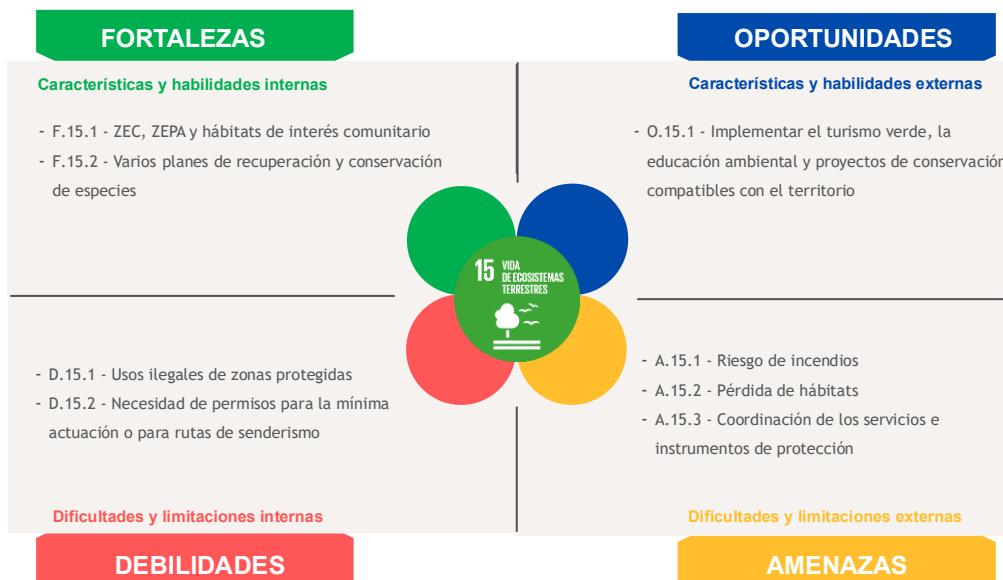 FORTALEZAS
Características y habilidades internas
- F.15.1 - ZEC, ZEPA y hábitats de interés comunitario
- F.15.2 - Varios planes de recuperación y conservación
de especies
OPORTUNIDADES
Características y habilidades externas
- O.15.1 - Implementar el turismo verde, la
educación ambiental y proyectos de conservación
compatibles con el territorio
15 VIDA
DE ECOSISTEMAS
TERRESTRES
- D.15.1 - Usos ilegales de zonas protegidas
- D.15.2 - Necesidad de permisos para la mínima
actuación o para rutas de senderismo
Dificultades y limitaciones internas
DEBILIDADES
- A.15.1 - Riesgo de incendios
- A.15.2 - Pérdida de hábitats
- A.15.3 - Coordinación de los servicios e
instrumentos de protección
Dificultades y limitaciones externas
AMENAZAS